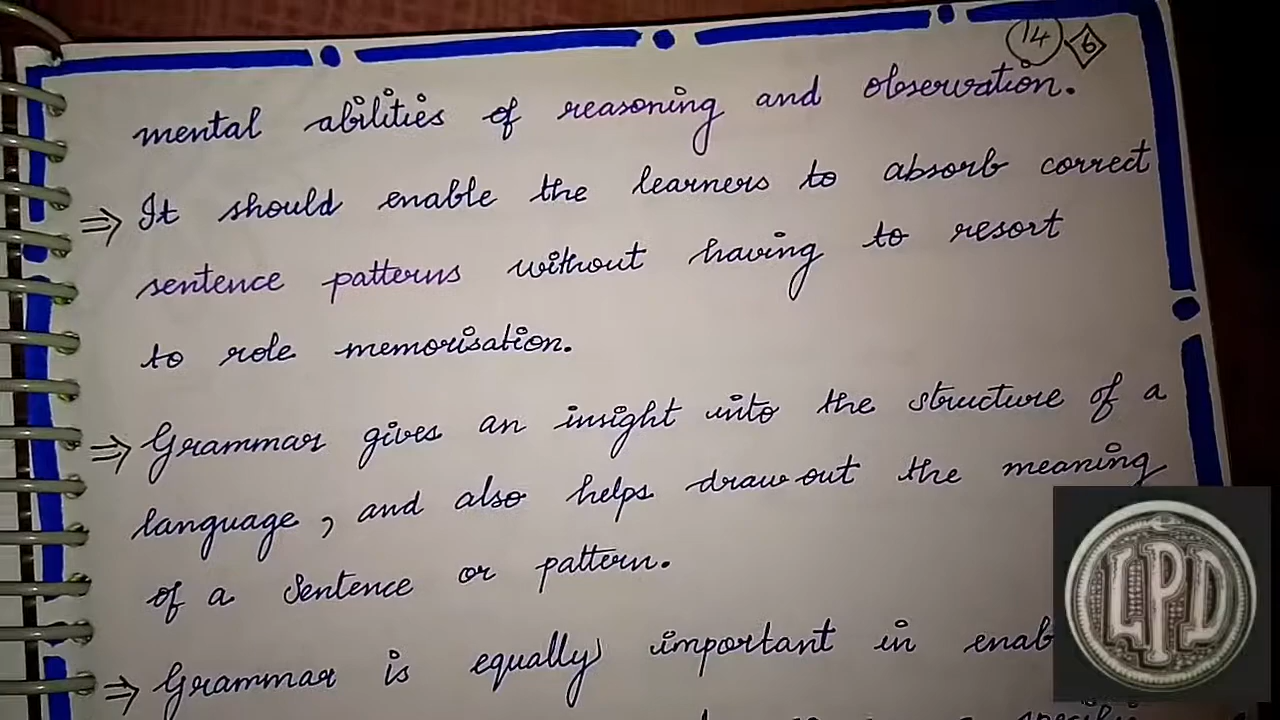 14 6
mental abilities of reasoning and observation.
⇒ It should enable the learners to absorb correct
sentence patterns without having to resort
to role memorisation.
⇒ Grammar gives an insight into the structure of a
language, and also helps draw out the meaning
of a Sentence or pattern.
⇒ Grammar is equally important in enab
LPD